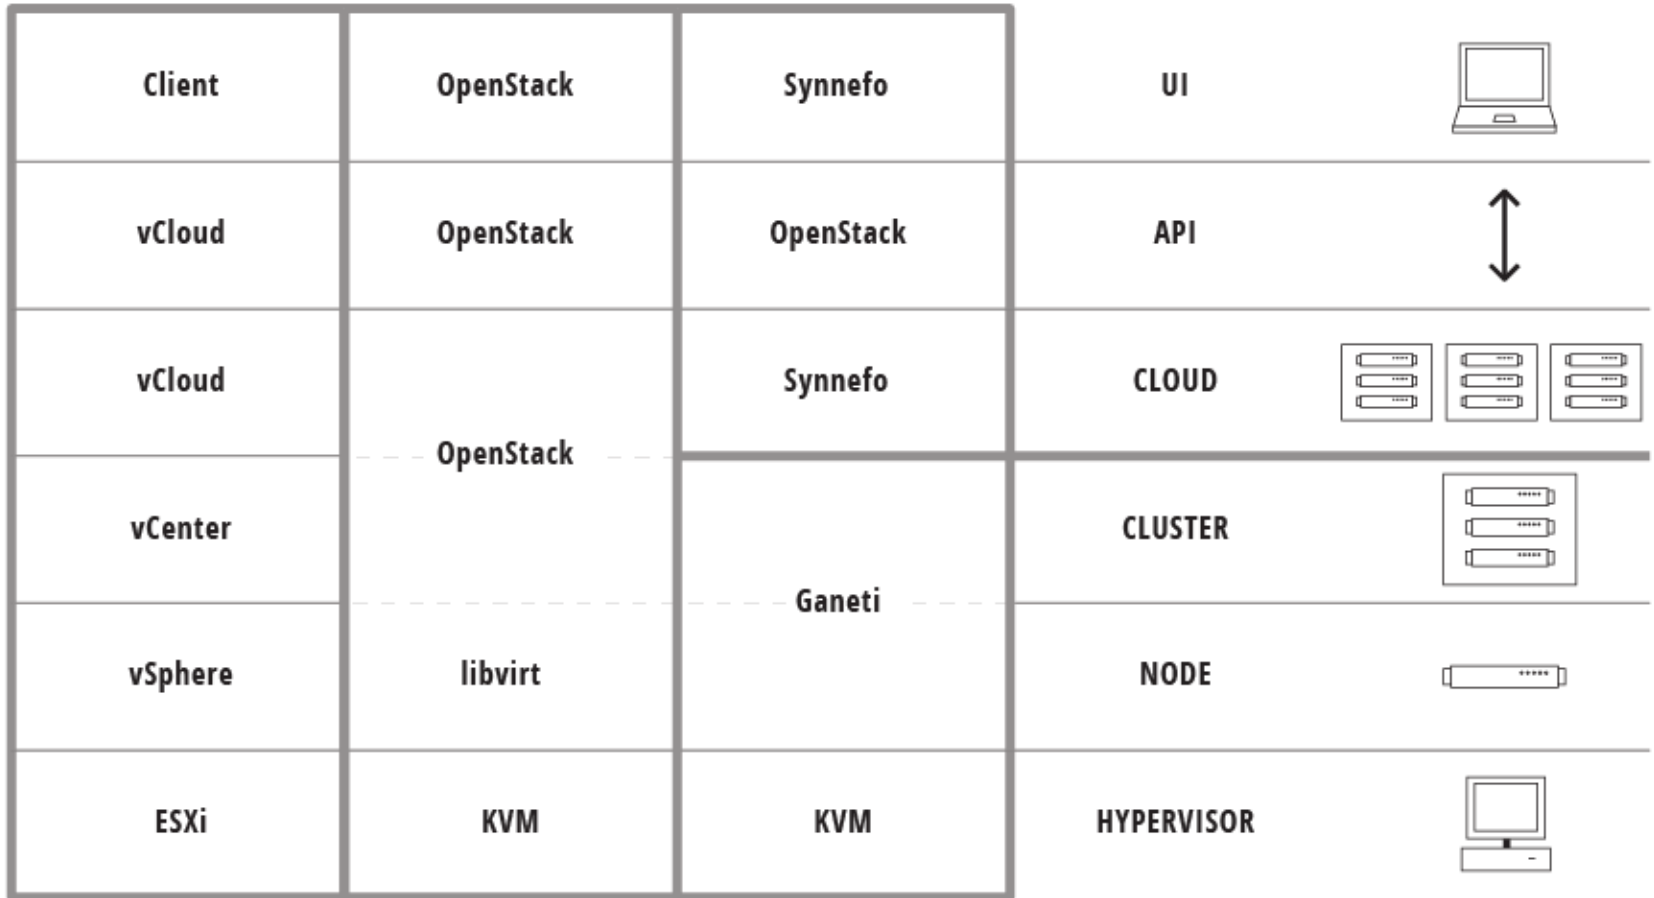 Client OpenStack Synnefo UI
vCloud OpenStack OpenStack API
vCloud Synnefo CLOUD
OpenStack
vCenter CLUSTER
Ganeti
vSphere libvirt NODE
ESXi KVM KVM HYPERVISOR